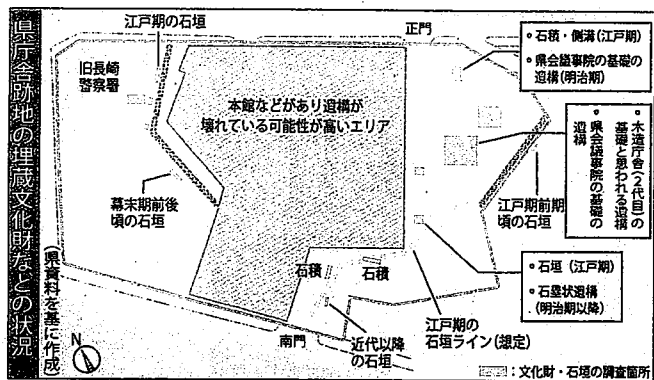 県庁舎跡地の埋蔵文化財などの状況
(県資料を基に作成)
江戸期の石垣
正門
旧長崎
警察署
本館などがあり遺構が
壊れている可能性が高いエリア
幕末期前後
頃の石垣
•石積・側溝(江戸期)
•県会議事院の基礎の
遺構(明治期)
•木造庁舎(2代目)の
基礎と思われる遺構
•県会議事院の基礎の
遺構
江戸期前期
頃の石垣
•石垣(江戸期)
•石塁状遺構
(明治期以降)
石積
石積
南門
近代以降
の石垣
江戸期の
石垣ライン(想定)
N
:文化財・石垣の調査箇所